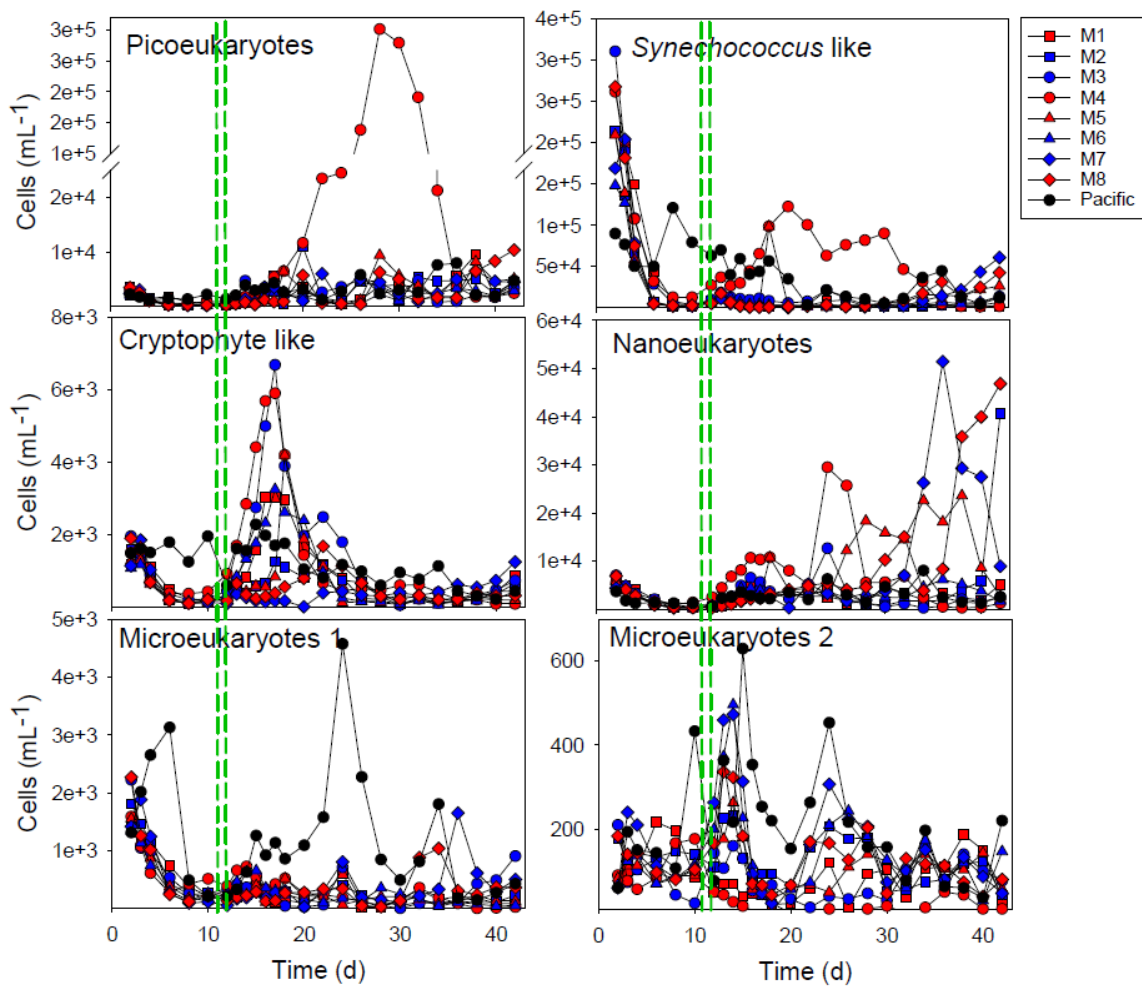 Picoeukaryotes
Cells (mL⁻¹)
3e+5
3e+5
2e+5
2e+5
1e+5
1e+5
2e+4
1e+4
Synechococcus like
4e+5
3e+5
3e+5
2e+5
2e+5
1e+5
1e+5
5e+4
M1
M2
M3
M4
M5
M6
M7
M8
Pacific
Cryptophyte like
Cells (mL⁻¹)
8e+3
6e+3
4e+3
2e+3
Nanoeukaryotes
6e+4
5e+4
4e+4
3e+4
2e+4
1e+4
Microeukaryotes 1
Cells (mL⁻¹)
5e+3
4e+3
3e+3
2e+3
1e+3
0 10 20 30 40
Time (d)
Microeukaryotes 2
600
400
200
0 10 20 30 40
Time (d)